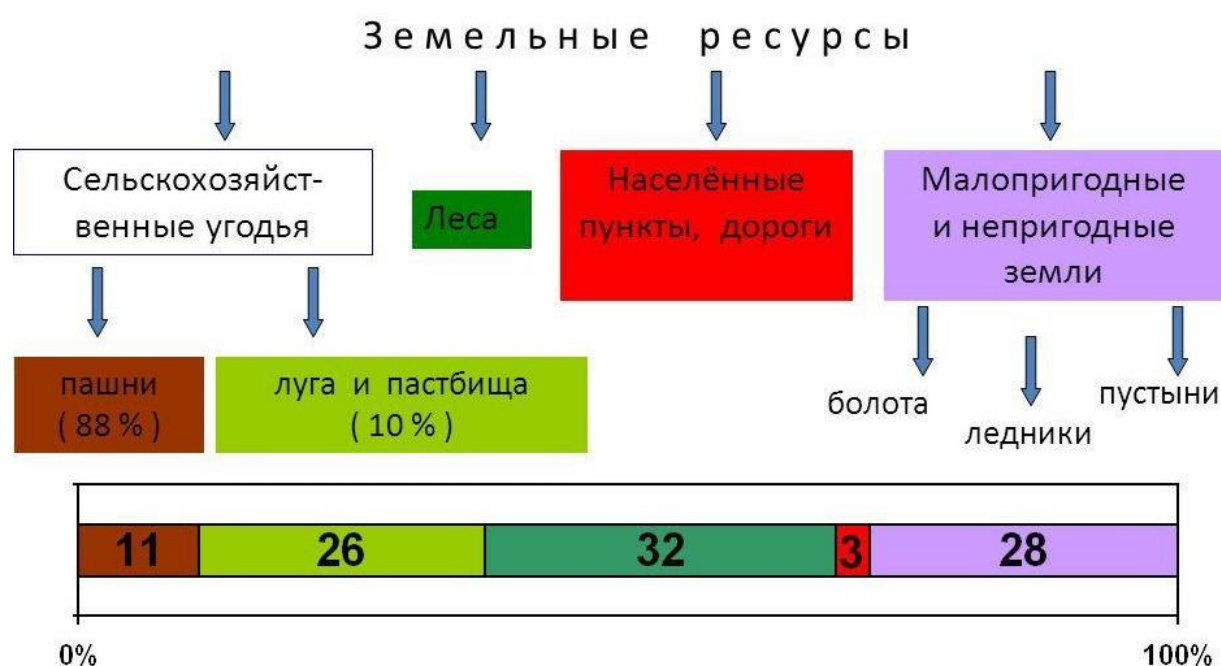 Земельные ресурсы
Сельскохозяйст-
венные угодья
Леса
Населённые
пункты, дороги
Малопригодные
и непригодные
земли
пашни
( 88 % )
луга и пастбища
( 10 % )
болота
ледники
пустыни
11
26
32
3
28
0%
100%